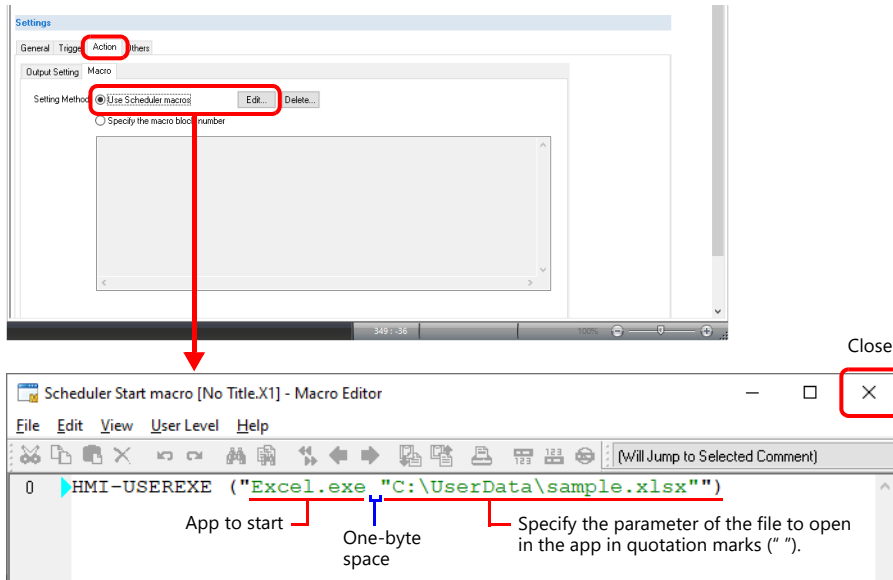 Settings
General Trigge Action Others
Output Setting Macro
Setting Method Use Scheduler macros Edit... Delete...
Specify the macro block number
349 : -36 100%
Close
Scheduler Start macro [No Title.X1] - Macro Editor
File Edit View User Level Help
(Will Jump to Selected Comment)
0 HMI-USEREXE ("Excel.exe "C:\UserData\sample.xlsx"")
App to start
One-byte
space
Specify the parameter of the file to open
in the app in quotation marks (“ ”).